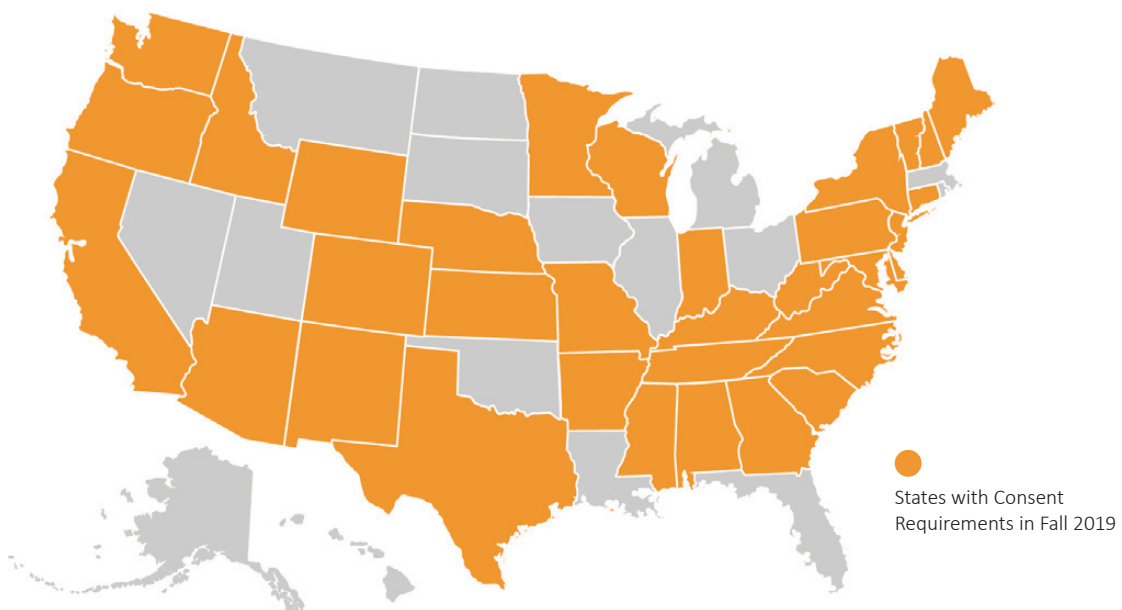 States with Consent
Requirements in Fall 2019